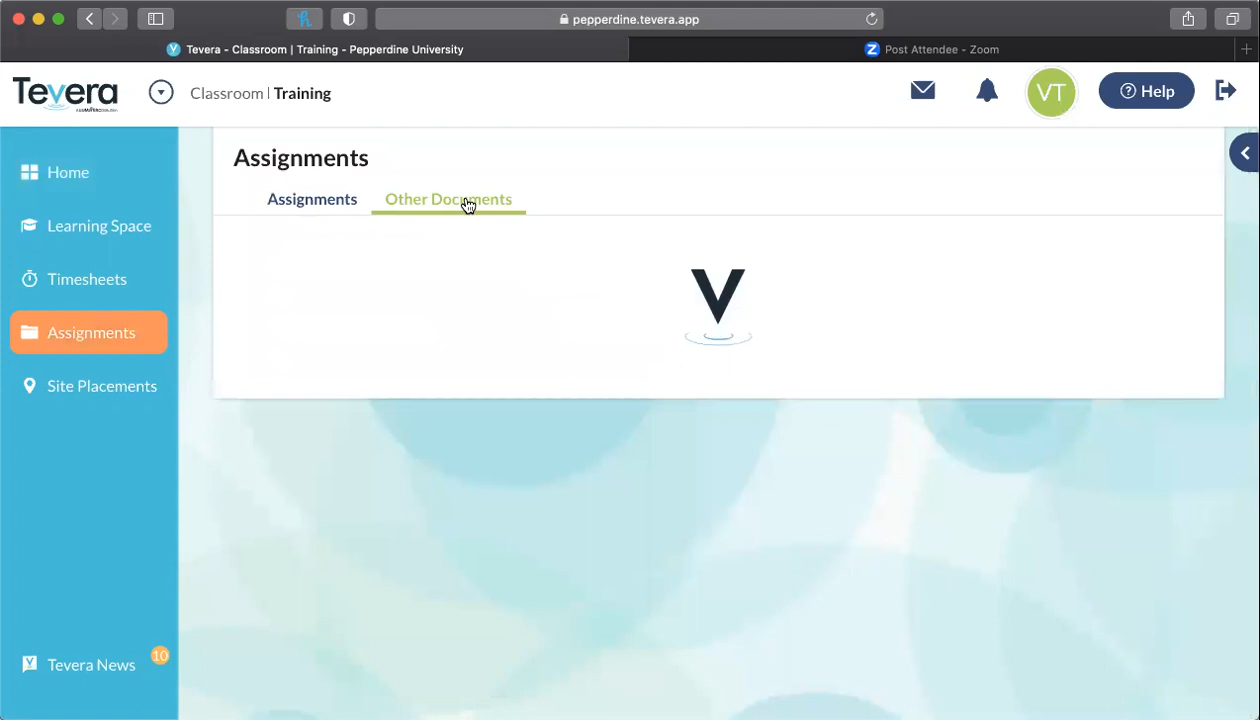 pepperdine.tevera.app
Tevera - Classroom | Training - Pepperdine University
Z Post Attendee - Zoom
Tevera
Classroom | Training
VT
Help
Home
Learning Space
Timesheets
Assignments
Site Placements
Tevera News 10
Assignments
Assignments Other Documents
V